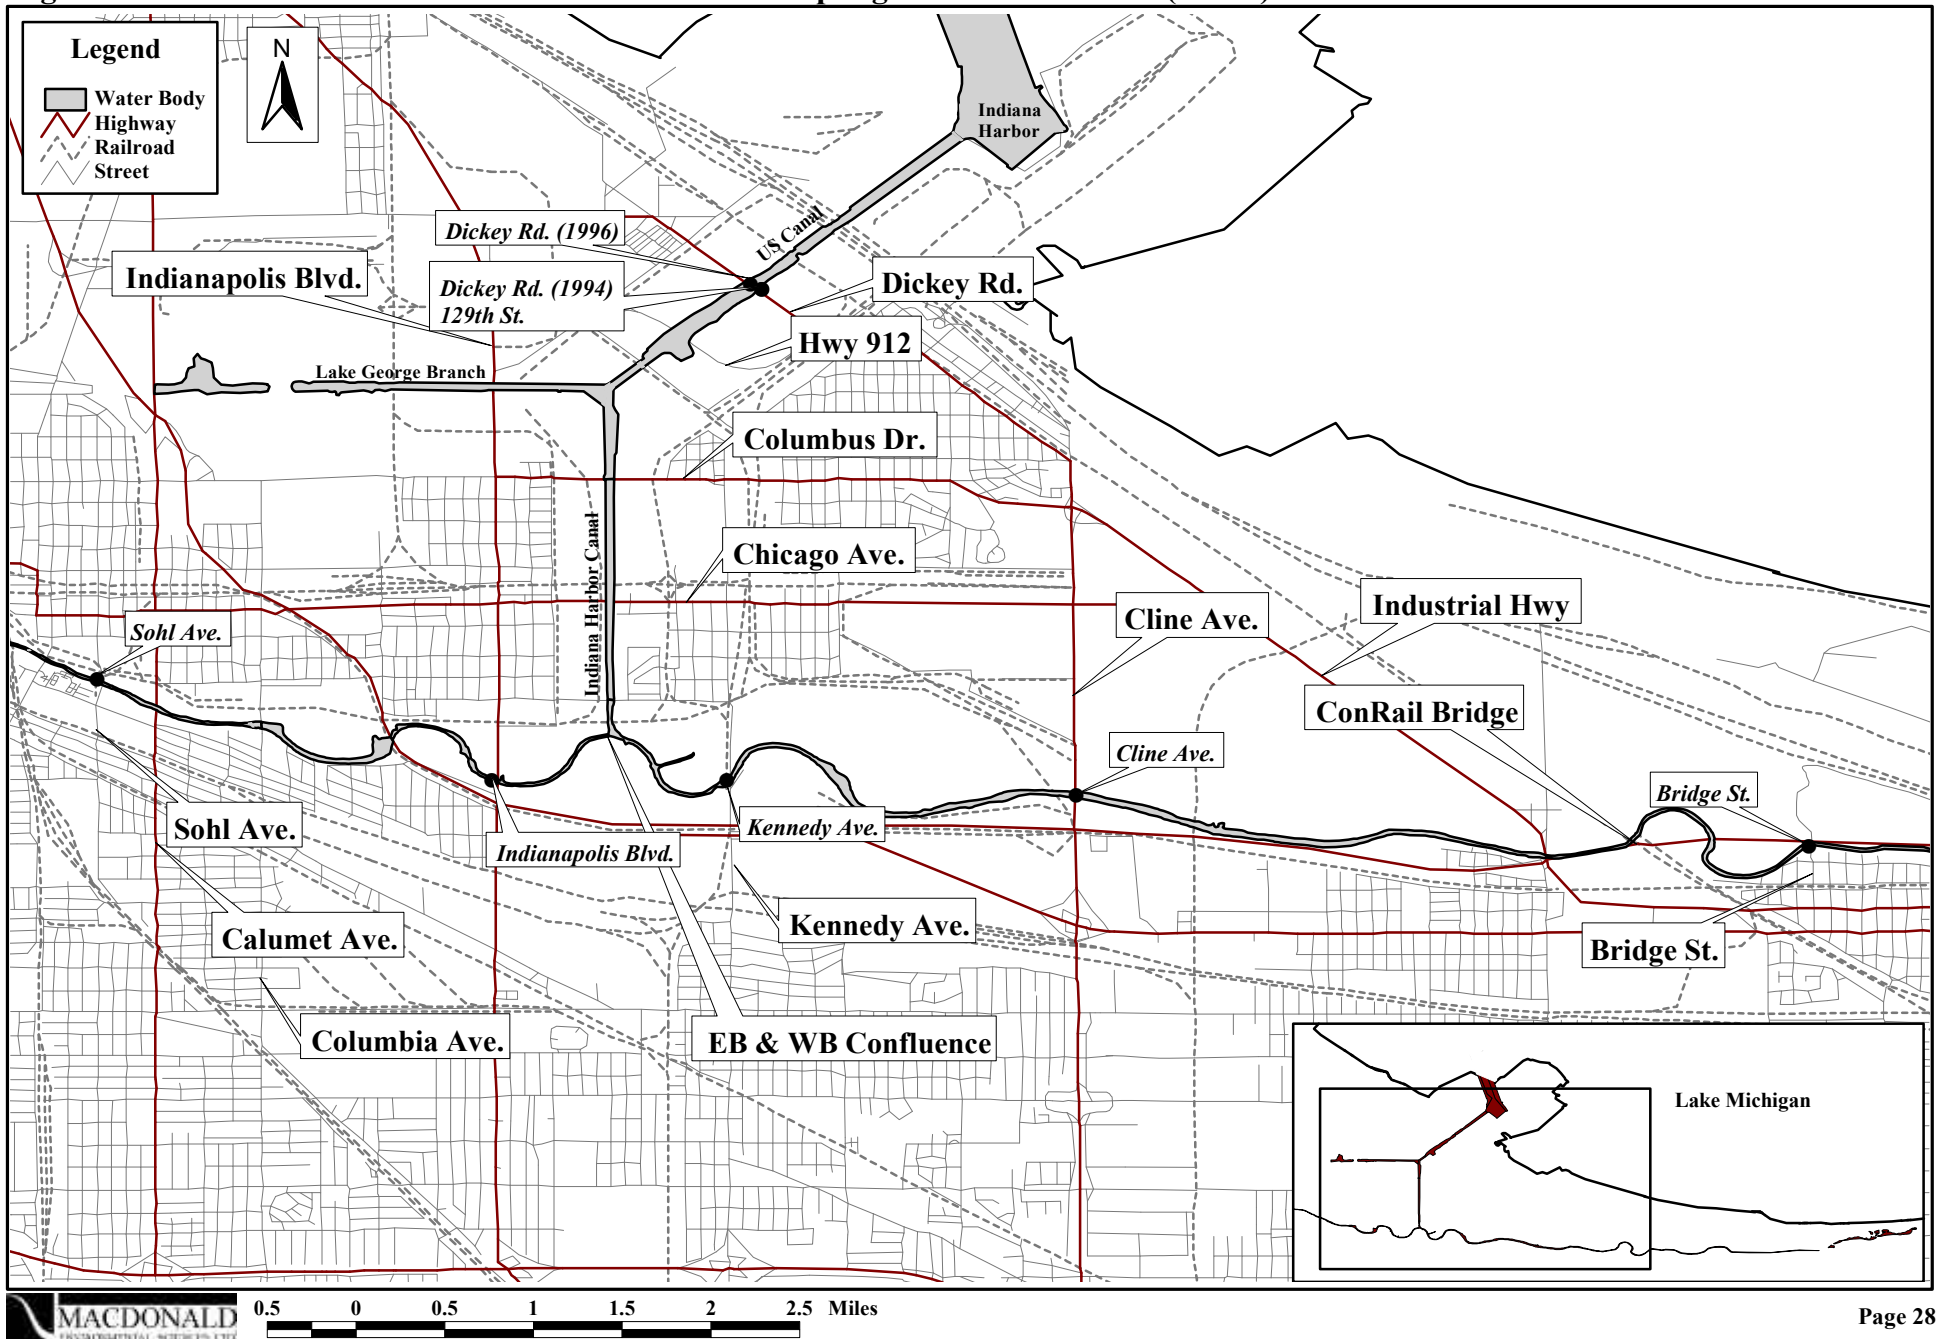 Legend
Water Body
Highway
Railroad
Street
N
Indiana
Harbor
US Canal
Dickey Rd. (1996)
Dickey Rd. (1994)
129th St.
Indianapolis Blvd.
Dickey Rd.
Hwy 912
Lake George Branch
Columbus Dr.
Indiana Harbor Canal
Chicago Ave.
Cline Ave.
Industrial Hwy
Sohl Ave.
ConRail Bridge
Cline Ave.
Bridge St.
Sohl Ave.
Kennedy Ave.
Indianapolis Blvd.
Calumet Ave.
Kennedy Ave.
Bridge St.
Columbia Ave.
EB & WB Confluence
Lake Michigan
MACDONALD
0.5 0 0.5 1 1.5 2 2.5 Miles
Page 28